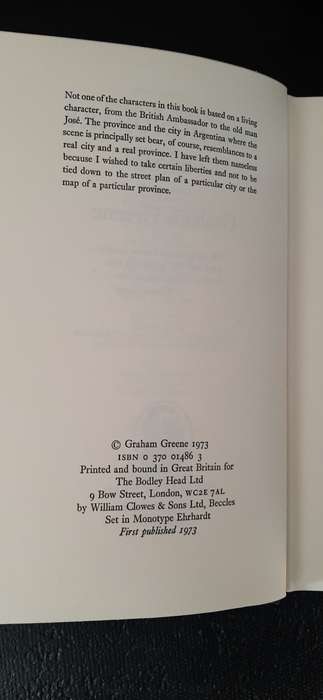 Not one of the characters in this book is based on a living
character, from the British Ambassador to the old man
José. The province and the city in Argentina where the
scene is principally set bear, of course, resemblances to a
real city and a real province. I have left them nameless
because I wished to take certain liberties and not to be
tied down to the street plan of a particular city or the
map of a particular province.
© Graham Greene 1973
ISBN 0 370 01486 3
Printed and bound in Great Britain for
The Bodley Head Ltd
9 Bow Street, London, WC2E 7AL
by William Clowes & Sons Ltd, Beccles
Set in Monotype Ehrhardt
First published 1973